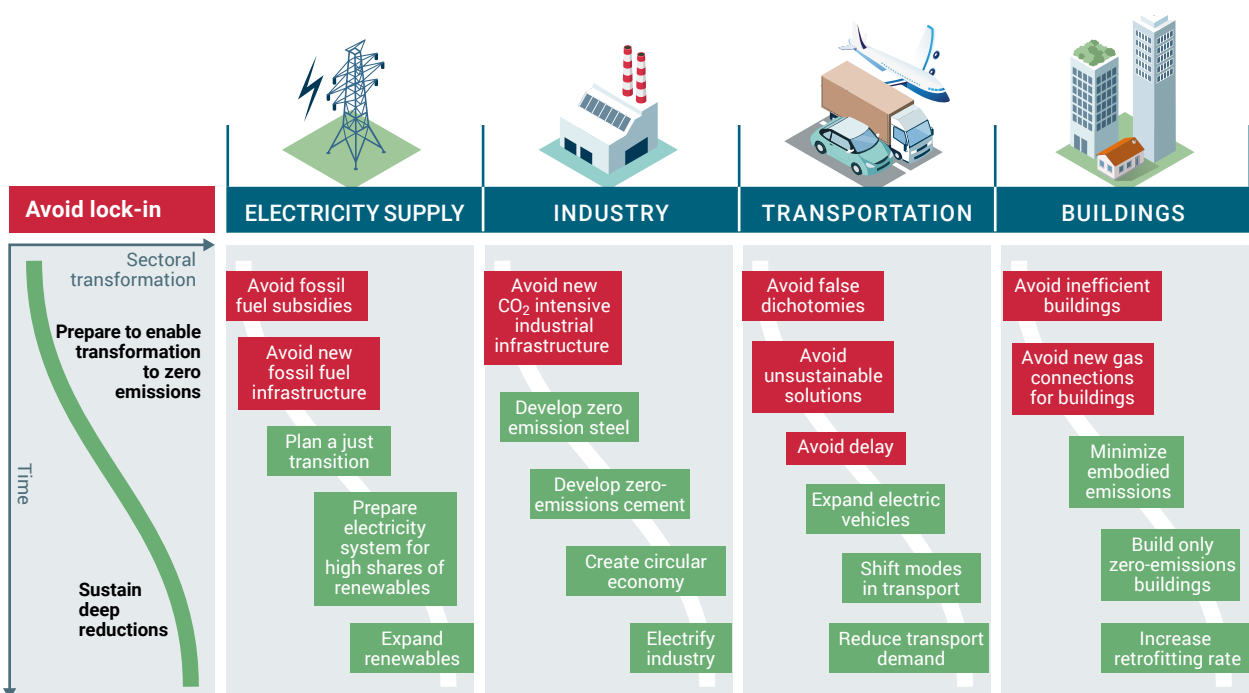 Avoid lock-in
ELECTRICITY SUPPLY
INDUSTRY
TRANSPORTATION
BUILDINGS
Sectoral
transformation
Prepare to enable
transformation
to zero
emissions
Time
Sustain
deep
reductions
Avoid fossil
fuel subsidies
Avoid new
fossil fuel
infrastructure
Plan a just
transition
Prepare
electricity
system for
high shares of
renewables
Expand
renewables
Avoid new
CO₂ intensive
industrial
infrastructure
Develop zero
emission steel
Develop zero-
emissions cement
Create circular
economy
Electrify
industry
Avoid false
dichotomies
Avoid
unsustainable
solutions
Avoid delay
Expand electric
vehicles
Shift modes
in transport
Reduce transport
demand
Avoid inefficient
buildings
Avoid new gas
connections
for buildings
Minimize
embodied
emissions
Build only
zero-emissions
buildings
Increase
retrofitting rate